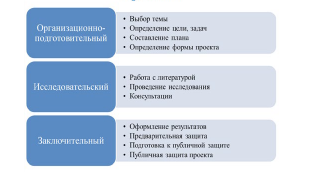 Организационно-
подготовительный
• Выбор темы
• Определение цели, задач
• Составление плана
• Определение формы проекта
Исследовательский
• Работа с литературой
• Проведение исследования
• Консультации
Заключительный
• Оформление результатов
• Предварительная защита
• Подготовка к публичной защите
• Публичная защита проекта